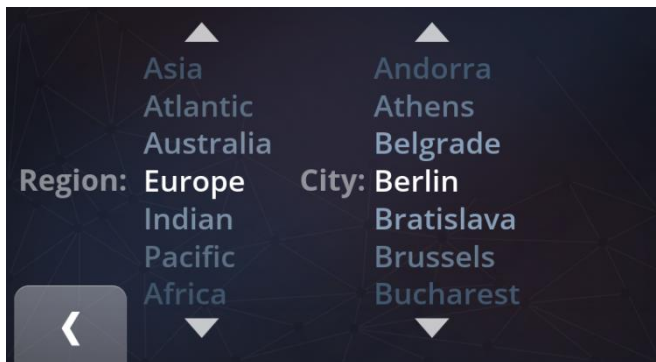 Asia Andorra
Atlantic Athens
Australia Belgrade
Region: Europe City: Berlin
Indian Bratislava
Pacific Brussels
Africa Bucharest